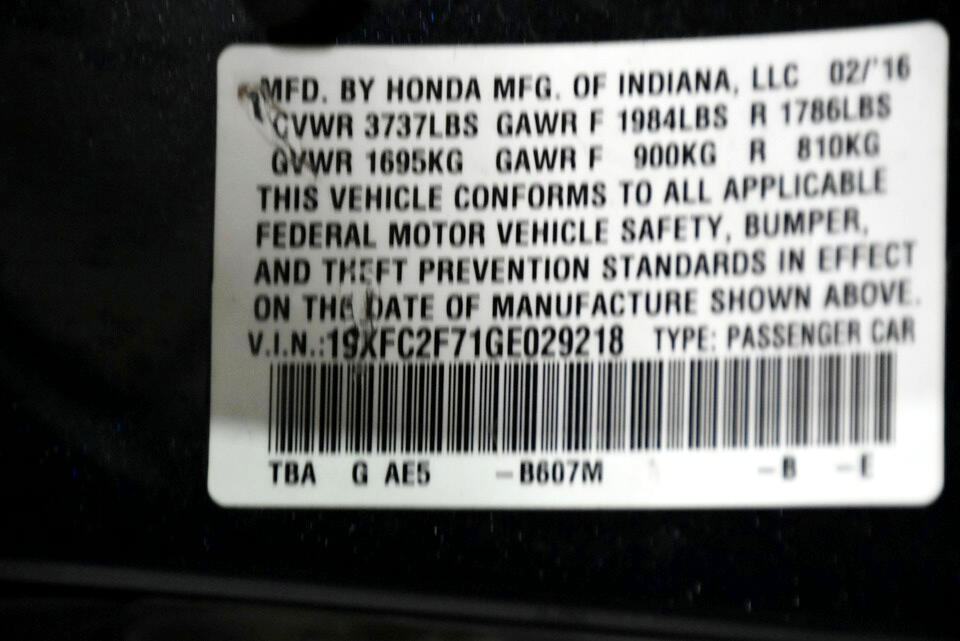 MFD. BY HONDA MFG. OF INDIANA, LLC 02/'16
GVWR 3737LBS GAWR F 1984LBS R 1786LBS
GVWR 1695KG GAWR F 900KG R 810KG
THIS VEHICLE CONFORMS TO ALL APPLICABLE
FEDERAL MOTOR VEHICLE SAFETY, BUMPER,
AND THEFT PREVENTION STANDARDS IN EFFECT
ON THE DATE OF MANUFACTURE SHOWN ABOVE.
V.I.N.:19XFC2F71GE029218 TYPE: PASSENGER CAR
TBA G AE5 -B607M -B -E